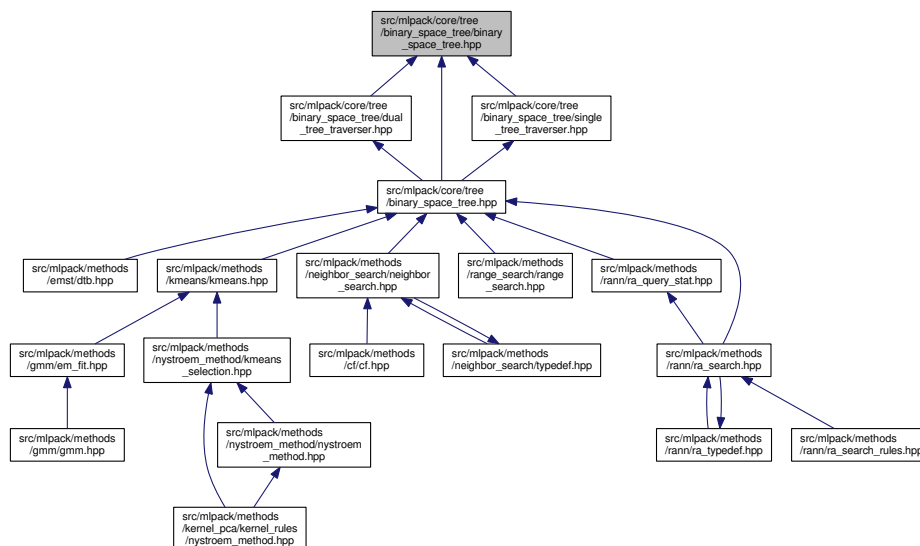 src/mlpack/core/tree
/binary_space_tree/binary
_space_tree.hpp
src/mlpack/core/tree
/binary_space_tree/dual
_tree_traverser.hpp
src/mlpack/core/tree
/binary_space_tree/single
_tree_traverser.hpp
src/mlpack/core/tree
/binary_space_tree.hpp
src/mlpack/methods
/emst/dtb.hpp
src/mlpack/methods
/kmeans/kmeans.hpp
src/mlpack/methods
/neighbor_search/neighbor
_search.hpp
src/mlpack/methods
/range_search/range
_search.hpp
src/mlpack/methods
/rann/ra_query_stat.hpp
src/mlpack/methods
/gmm/em_fit.hpp
src/mlpack/methods
/nystroem_method/kmeans
_selection.hpp
src/mlpack/methods
/cf/cf.hpp
src/mlpack/methods
/neighbor_search/typedef.hpp
src/mlpack/methods
/rann/ra_search.hpp
src/mlpack/methods
/gmm/gmm.hpp
src/mlpack/methods
/nystroem_method/nystroem
_method.hpp
src/mlpack/methods
/rann/ra_typedef.hpp
src/mlpack/methods
/rann/ra_search_rules.hpp
src/mlpack/methods
/kernel_pca/kernel_rules
/nystroem_method.hpp